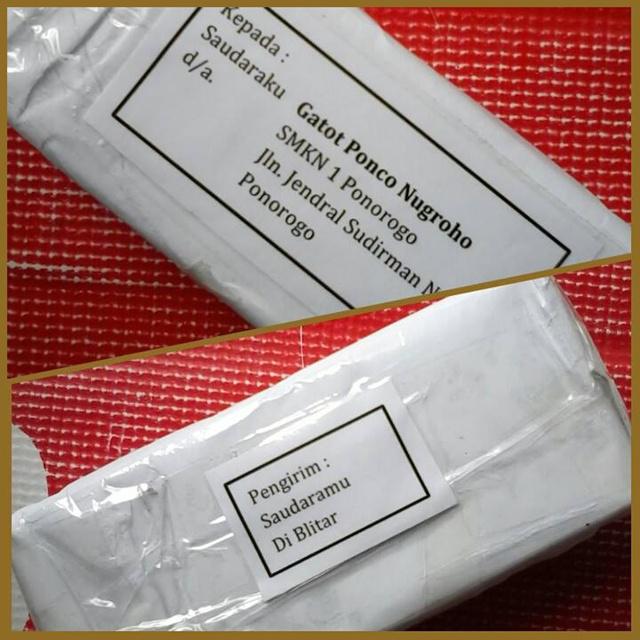 Kepada :
Saudaraku Gatot Ponco Nugroho
d/a. SMKN 1 Ponorogo
Jln. Jendral Sudirman
Ponorogo
Pengirim :
Saudaramu
Di Blitar